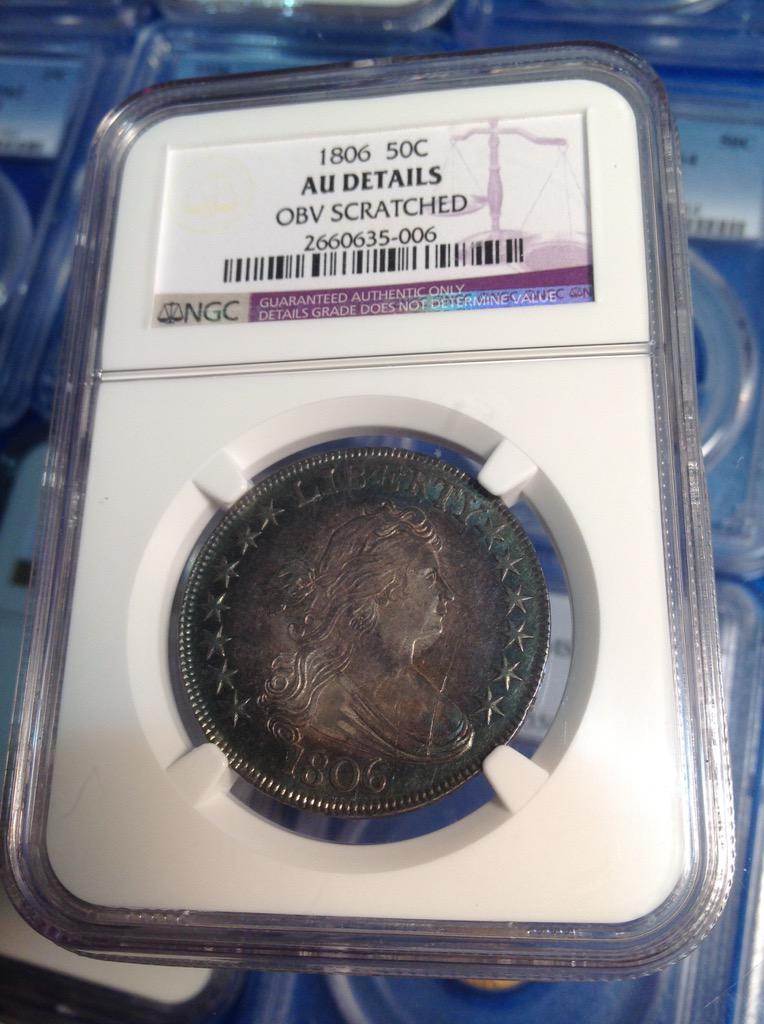 1806 50C
AU DETAILS
OBV SCRATCHED
2660635-006
NGC
GUARANTEED AUTHENTIC ONLY
DETAILS GRADE DOES NOT DETERMINE VALUE
LIBERTY
1806